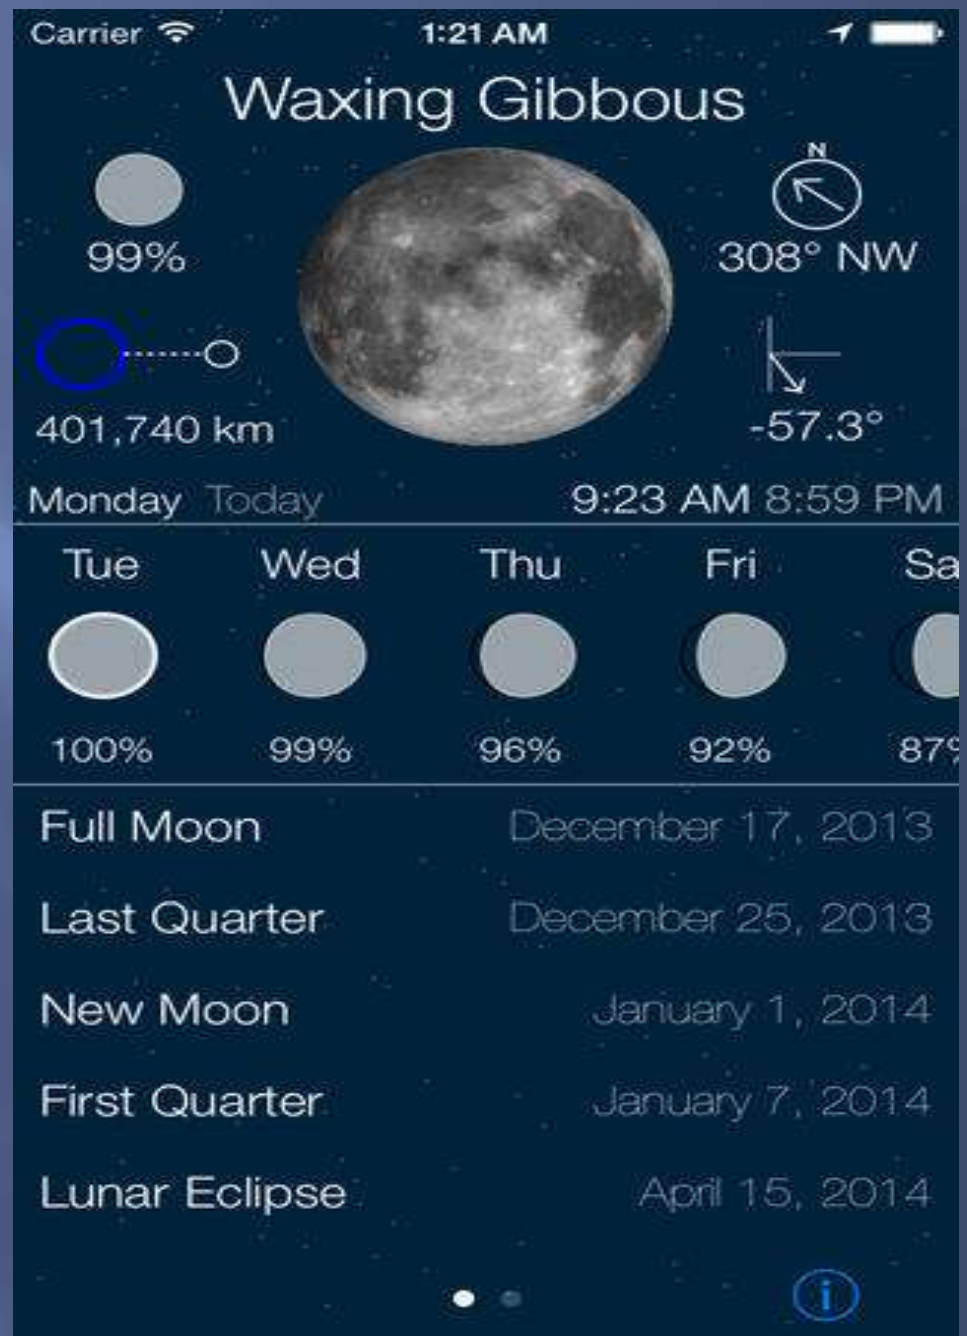 Carrier 1:21 AM
Waxing Gibbous
N
99% 308° NW
401,740 km -57.3°
Monday Today 9:23 AM 8:59 PM
Tue Wed Thu Fri Sa
100% 99% 96% 92% 87%
Full Moon December 17, 2013
Last Quarter December 25, 2013
New Moon January 1, 2014
First Quarter January 7, 2014
Lunar Eclipse April 15, 2014
i